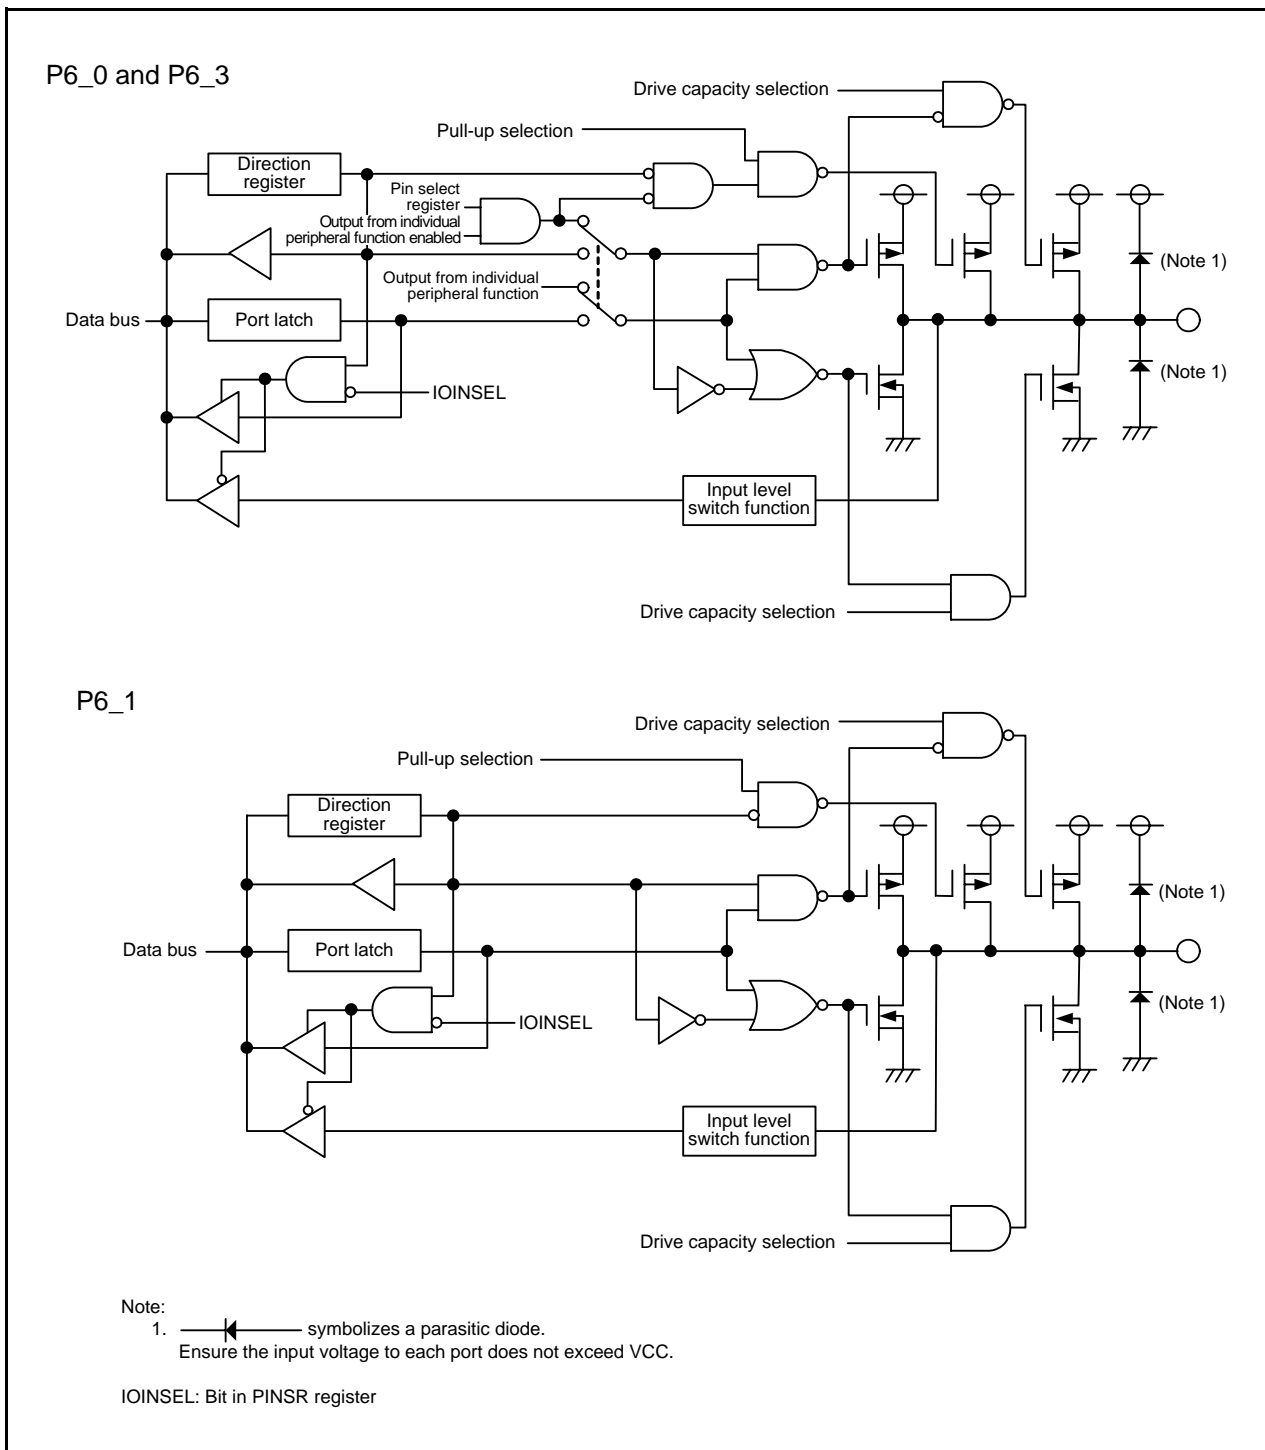 P6_0 and P6_3
Drive capacity selection
Pull-up selection
Direction
register
Pin select
register
Output from individual
peripheral function enabled
(Note 1)
Output from individual
peripheral function
Data bus
Port latch
(Note 1)
IOINSEL
Input level
switch function
Drive capacity selection
P6_1
Drive capacity selection
Pull-up selection
Direction
register
(Note 1)
Data bus
Port latch
(Note 1)
IOINSEL
Input level
switch function
Drive capacity selection
Note:
1. symbolizes a parasitic diode.
Ensure the input voltage to each port does not exceed VCC.
IOINSEL: Bit in PINSR register